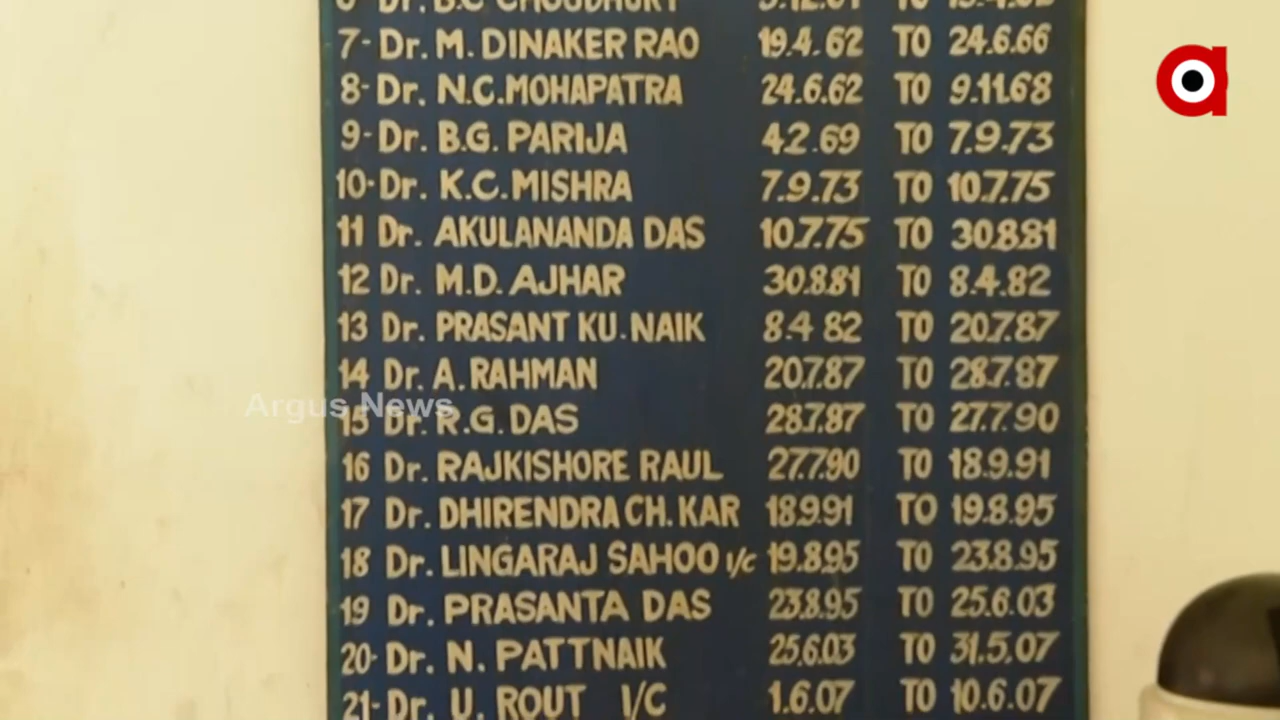 6 Dr. B.C CHOUDHURY
7- Dr. M. DINAKER RAO 19.4.62 TO 24.6.66
8- Dr. N.C.MOHAPATRA 24.6.62 TO 9.11.68
9- Dr. B.G. PARIJA 4.2.69 TO 7.9.73
10- Dr. K.C. MISHRA 7.9.73 TO 10.7.75
11 Dr. AKULANANDA DAS 10.7.75 TO 30.8.81
12 Dr. M.D. AJHAR 30.8.81 TO 8.4.82
13 Dr. PRASANT KU. NAIK 8.4 82 TO 20.7.87
14 Dr. A. RAHMAN 20.7.87 TO 28.7.87
15 Dr. R.G. DAS 28.7.87 TO 27.7.90
16 Dr. RAJKISHORE RAUL 27.7.90 TO 18.9.91
17 Dr. DHIRENDRA CH. KAR 18.9.91 TO 19.8.95
18 Dr. LINGARAJ SAHOO I/C 19.8.95 TO 23.8.95
19 Dr. PRASANTA DAS 23.8.95 TO 25.6.03
20- Dr. N. PATTNAIK 25.6.03 TO 31.5.07
21- Dr. U. ROUT I/C 1.6.07 TO 10.6.07
Argus News